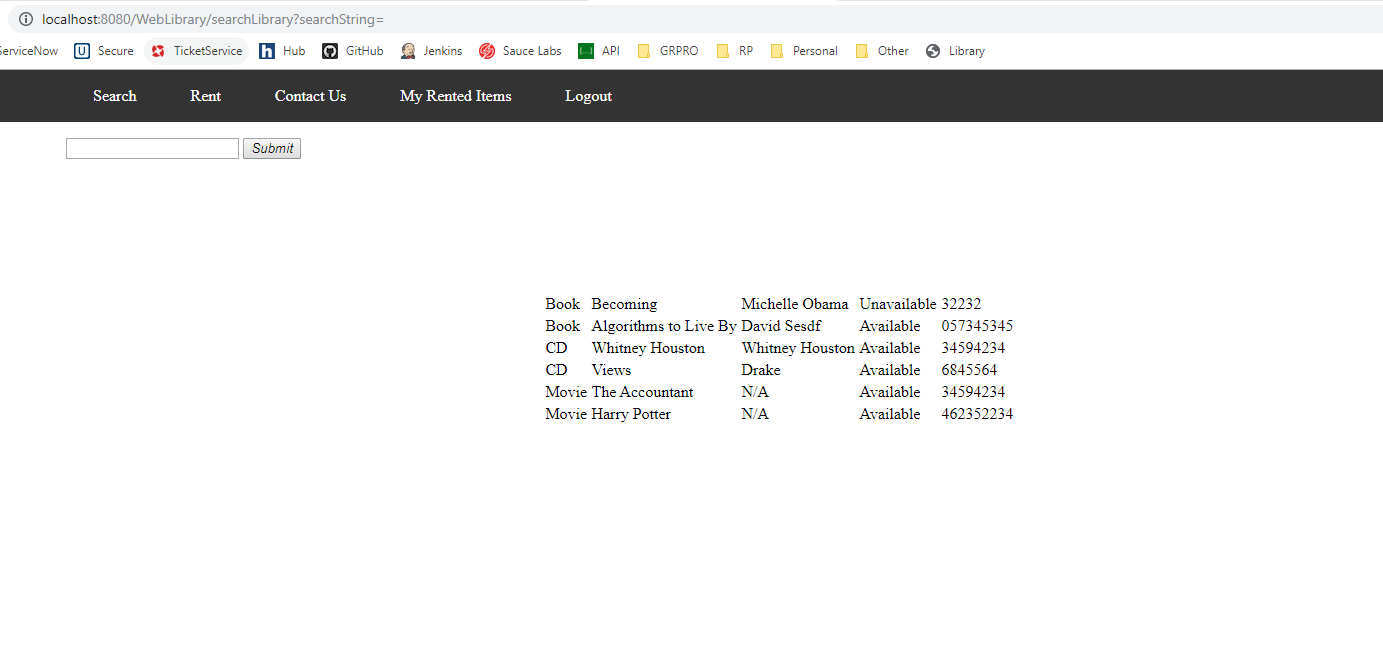 localhost:8080/WebLibrary/searchLibrary?searchString=
ServiceNow Secure TicketService Hub GitHub Jenkins Sauce Labs API GRPRO RP Personal Other Library
Search Rent Contact Us My Rented Items Logout
Submit
Book Becoming Michelle Obama Unavailable 32232
Book Algorithms to Live By David Sesdf Available 057345345
CD Whitney Houston Whitney Houston Available 34594234
CD Views Drake Available 6845564
Movie The Accountant N/A Available 34594234
Movie Harry Potter N/A Available 462352234